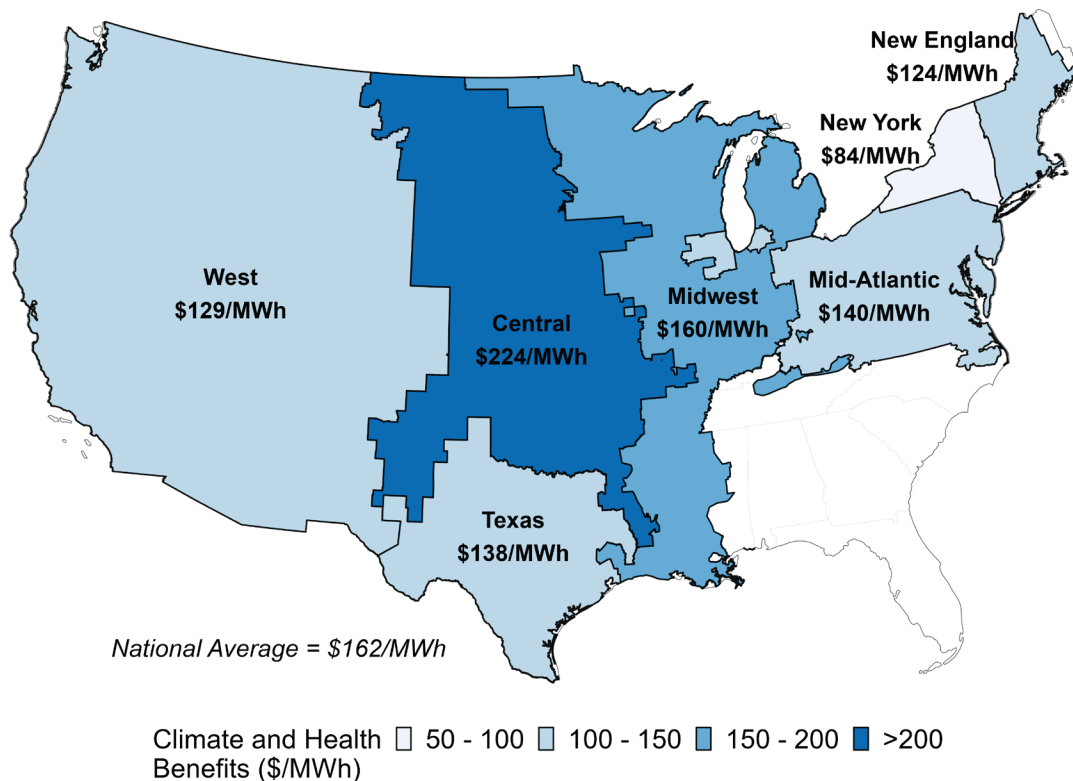 New England
$124/MWh
New York
$84/MWh
West
$129/MWh
Central
$224/MWh
Midwest
$160/MWh
Mid-Atlantic
$140/MWh
Texas
$138/MWh
National Average = $162/MWh
Climate and Health Benefits ($/MWh)
50 - 100
100 - 150
150 - 200
>200